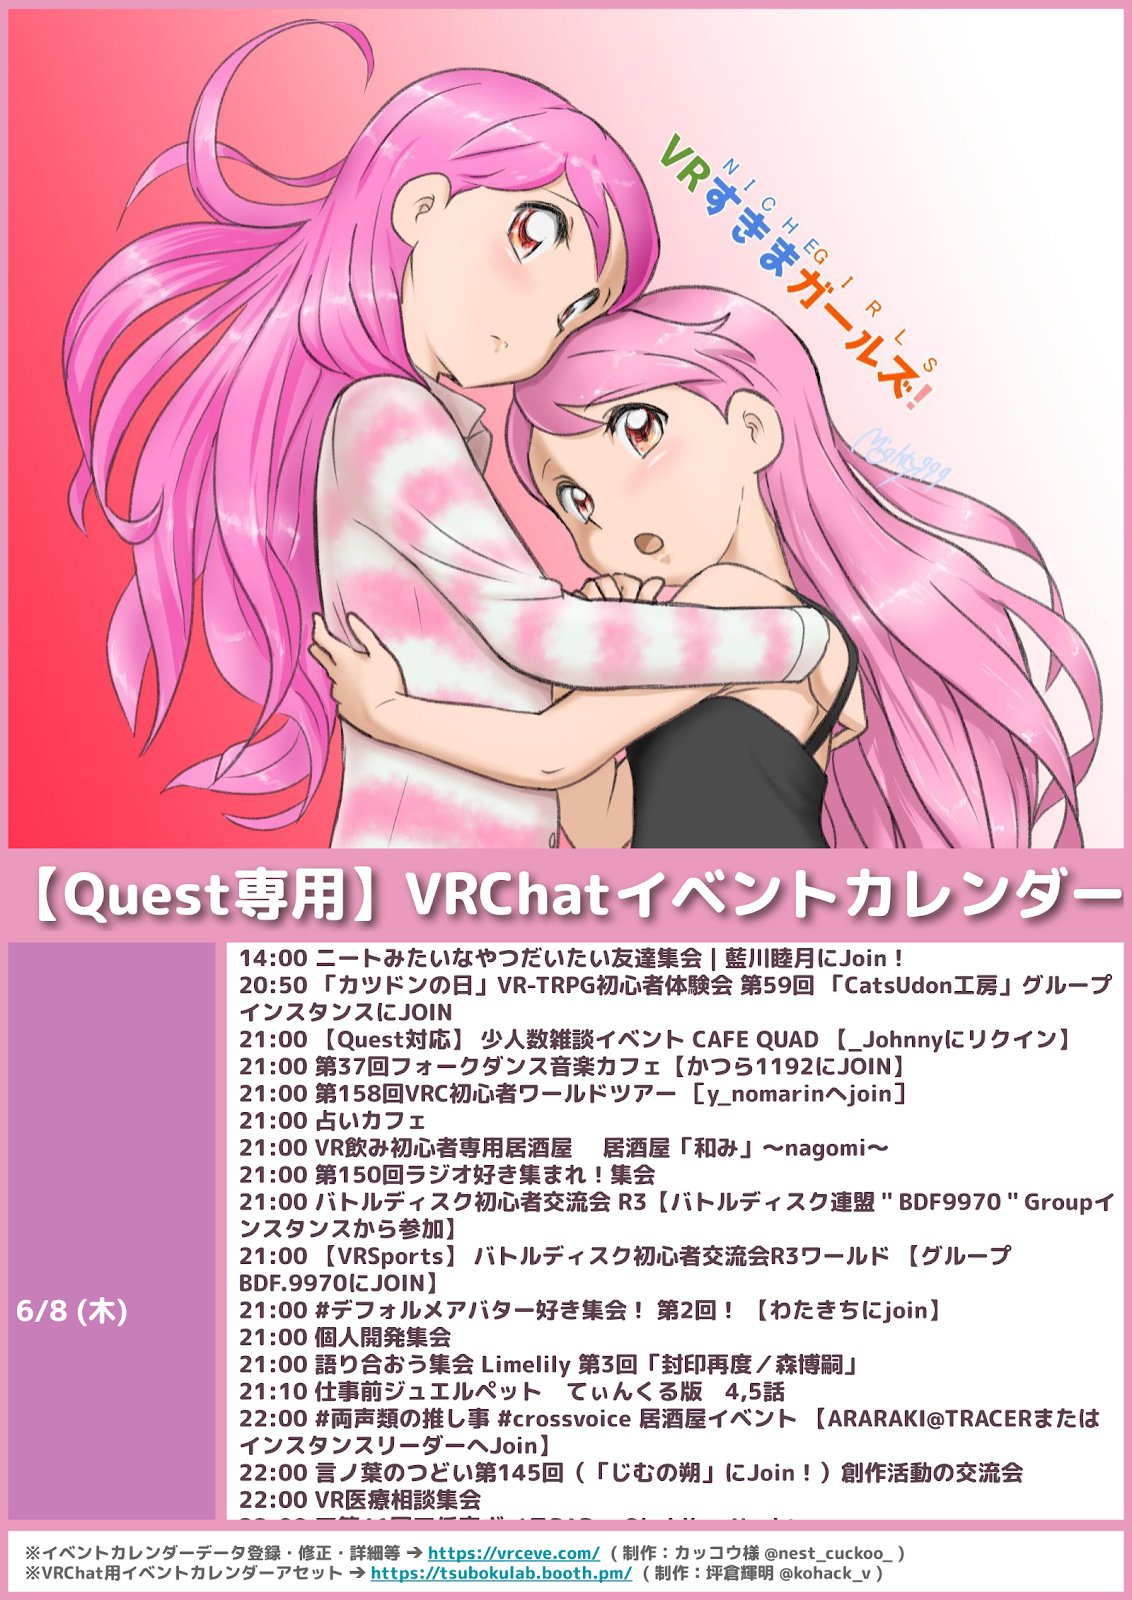 NICHE GIRLS
VRすきまガールズ!
Mighty999
【Quest専用】VRChatイベントカレンダー
6/8 (木)
14:00 ニートみたいなやつだいたい友達集会 | 藍川睦月にJoin！
20:50 「カツドンの日」VR-TRPG初心者体験会 第59回 「CatsUdon工房」グループ
インスタンスにJOIN
21:00 【Quest対応】 少人数雑談イベント CAFE QUAD 【_Johnnyにリクイン】
21:00 第37回フォークダンス音楽カフェ【かつら1192にJOIN】
21:00 第158回VRC初心者ワールドツアー ［y_nomarinへjoin］
21:00 占いカフェ
21:00 VR飲み初心者専用居酒屋　居酒屋「和み」～nagomi～
21:00 第150回ラジオ好き集まれ！集会
21:00 バトルディスク初心者交流会 R3【バトルディスク連盟＂BDF9970＂Groupイ
ンスタンスから参加】
21:00 【VRSports】 バトルディスク初心者交流会R3ワールド 【グループ
BDF.9970にJOIN】
21:00 #デフォルメアバター好き集会！ 第2回！ 【わたきちにjoin】
21:00 個人開発集会
21:00 語り合おう集会 Limelily 第3回「封印再度／森博嗣」
21:10 仕事前ジュエルペット　てぃんくる版　4,5話
22:00 #両声類の推し事 #crossvoice 居酒屋イベント 【ARARAKI@TRACERまたは
インスタンスリーダーへJoin】
22:00 言ノ葉のつどい第145回（「じむの朔」にJoin！）創作活動の交流会
22:00 VR医療相談集会
※イベントカレンダーデータ登録・修正・詳細等 ➔ https://vrceve.com/ （ 制作：カッコウ様 @nest_cuckoo_ ）
※VRChat用イベントカレンダーアセット ➔ https://tsubokulab.booth.pm/ （ 制作：坪倉輝明 @kohack_v ）